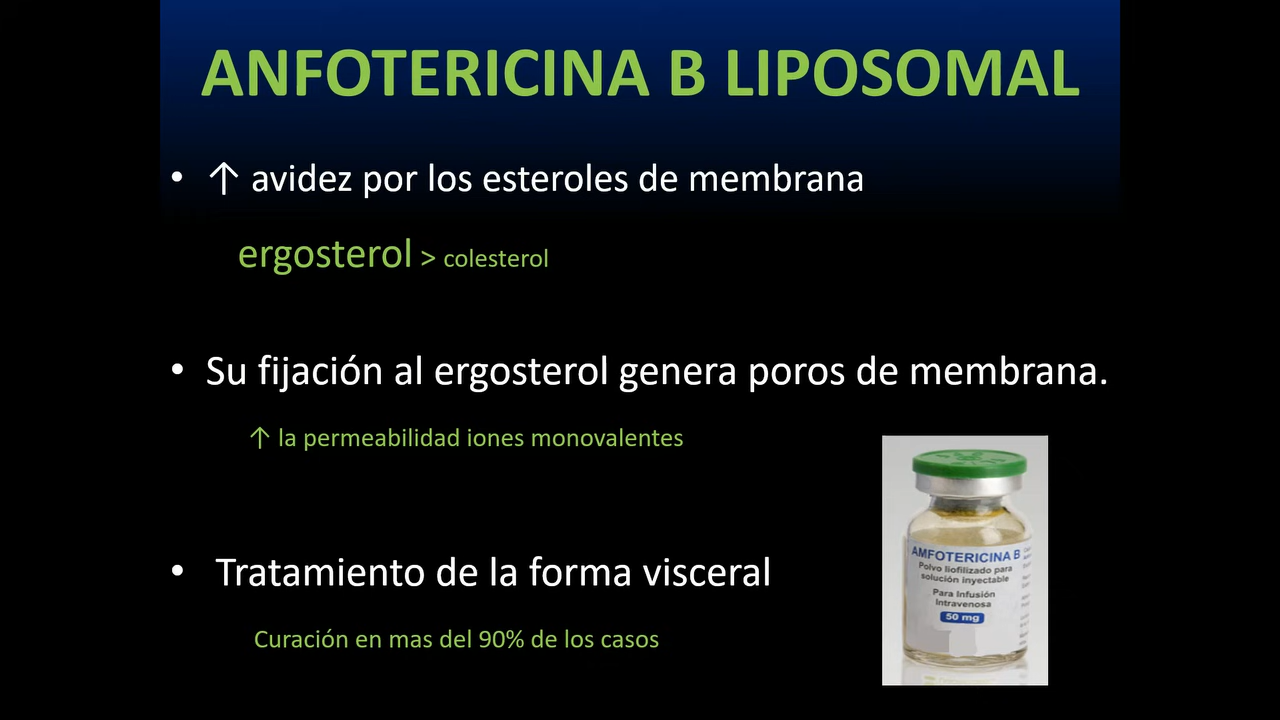 ANFOTERICINA B LIPOSOMAL
• ↑ avidez por los esteroles de membrana
ergosterol > colesterol
• Su fijación al ergosterol genera poros de membrana.
↑ la permeabilidad iones monovalentes
• Tratamiento de la forma visceral
Curación en mas del 90% de los casos
AMFOTERICINA B
Polvo liofilizado para
solución inyectable
Para Infusión
Intravenosa
50 mg